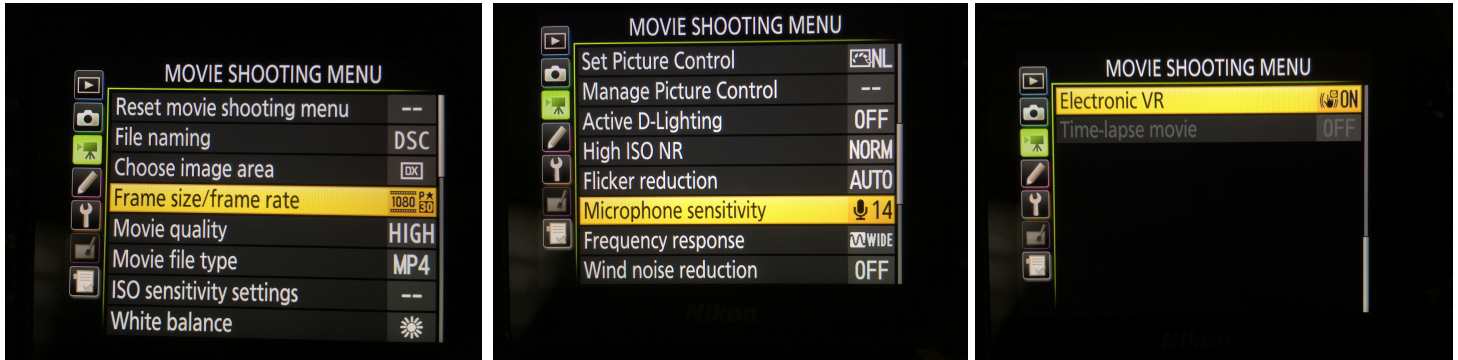 MOVIE SHOOTING MENU
Reset movie shooting menu --
File naming DSC
Choose image area DX
Frame size/frame rate 1080 P★ 30
Movie quality HIGH
Movie file type MP4
ISO sensitivity settings --
White balance
MOVIE SHOOTING MENU
Set Picture Control NL
Manage Picture Control --
Active D-Lighting OFF
High ISO NR NORM
Flicker reduction AUTO
Microphone sensitivity 14
Frequency response WIDE
Wind noise reduction OFF
Nikon
MOVIE SHOOTING MENU
Electronic VR ON
Time-lapse movie OFF
Nikon